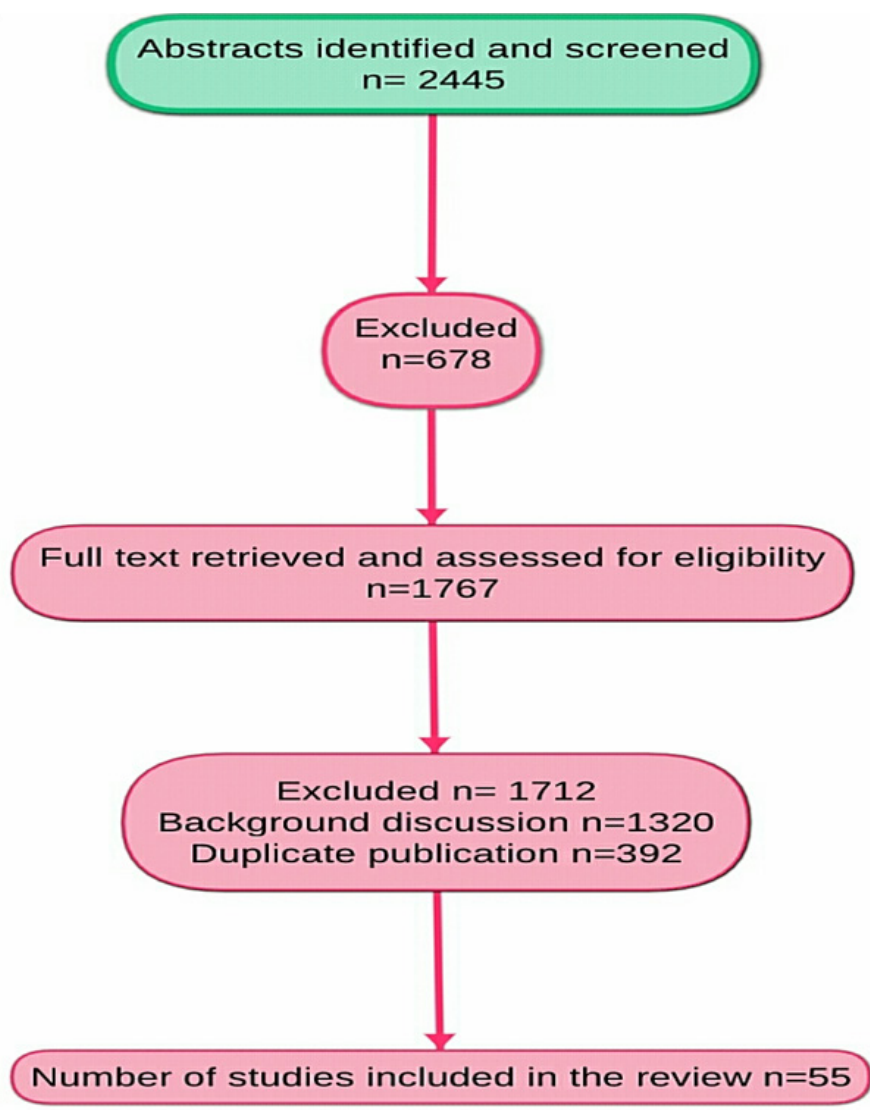 Abstracts identified and screened
n= 2445
Excluded
n=678
Full text retrieved and assessed for eligibility
n=1767
Excluded n= 1712
Background discussion n=1320
Duplicate publication n=392
Number of studies included in the review n=55